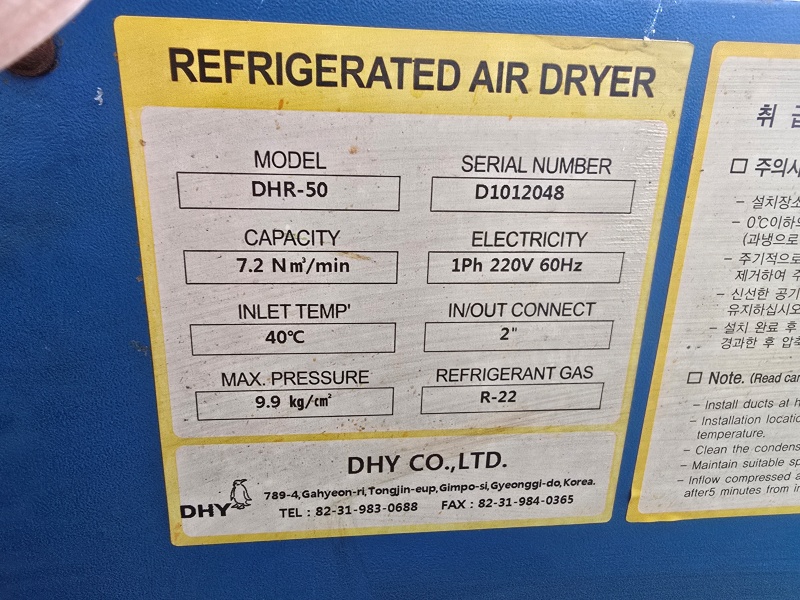 REFRIGERATED AIR DRYER
MODEL
DHR-50
SERIAL NUMBER
D1012048
CAPACITY
7.2 N㎥/min
ELECTRICITY
1Ph 220V 60Hz
INLET TEMP'
40℃
IN/OUT CONNECT
2"
MAX. PRESSURE
9.9 kg/㎠
REFRIGERANT GAS
R-22
DHY CO.,LTD.
DHY
789-4,Gahyeon-ri,Tongjin-eup,Gimpo-si,Gyeonggi-do,Korea.
TEL : 82-31-983-0688 FAX : 82-31-984-0365
취 급
□ 주의사
- 설치장소
- 0℃이하의
(과냉으로
- 주기적으로
제거하여 주
- 신선한 공기
유지하십시오
- 설치 완료 후
경과한 후 압축
□ Note. (Read car
- Install ducts at h
- Installation locatio
temperature.
- Clean the condens
- Maintain suitable sp
- Inflow compressed a
after5 minutes from in